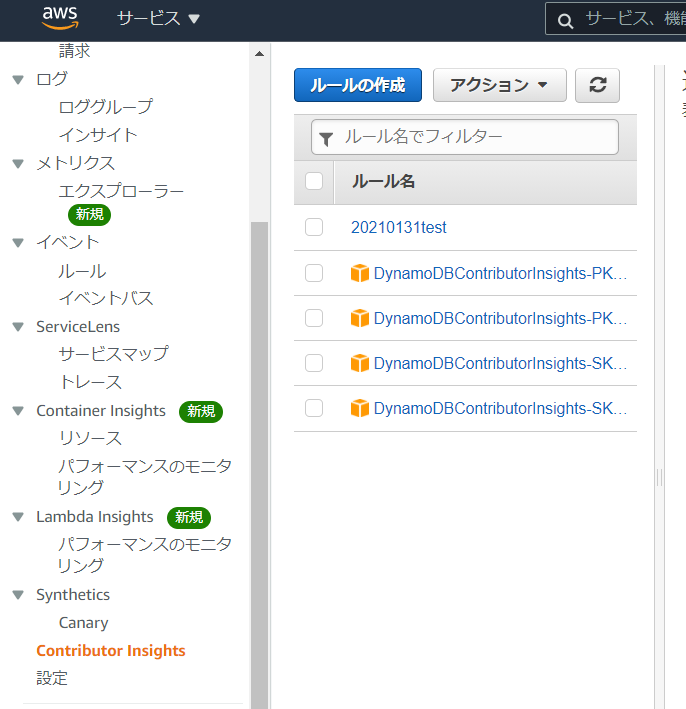 aws
サービス
サービス、機能
請求
ログ
ロググループ
インサイト
メトリクス
エクスプローラー
新規
イベント
ルール
イベントバス
ServiceLens
サービスマップ
トレース
Container Insights 新規
リソース
パフォーマンスのモニタ
リング
Lambda Insights 新規
パフォーマンスのモニタ
リング
Synthetics
Canary
Contributor Insights
設定
ルールの作成
アクション
ルール名でフィルター
ルール名
20210131test
DynamoDBContributorInsights-PK...
DynamoDBContributorInsights-PK...
DynamoDBContributorInsights-SK...
DynamoDBContributorInsights-SK...